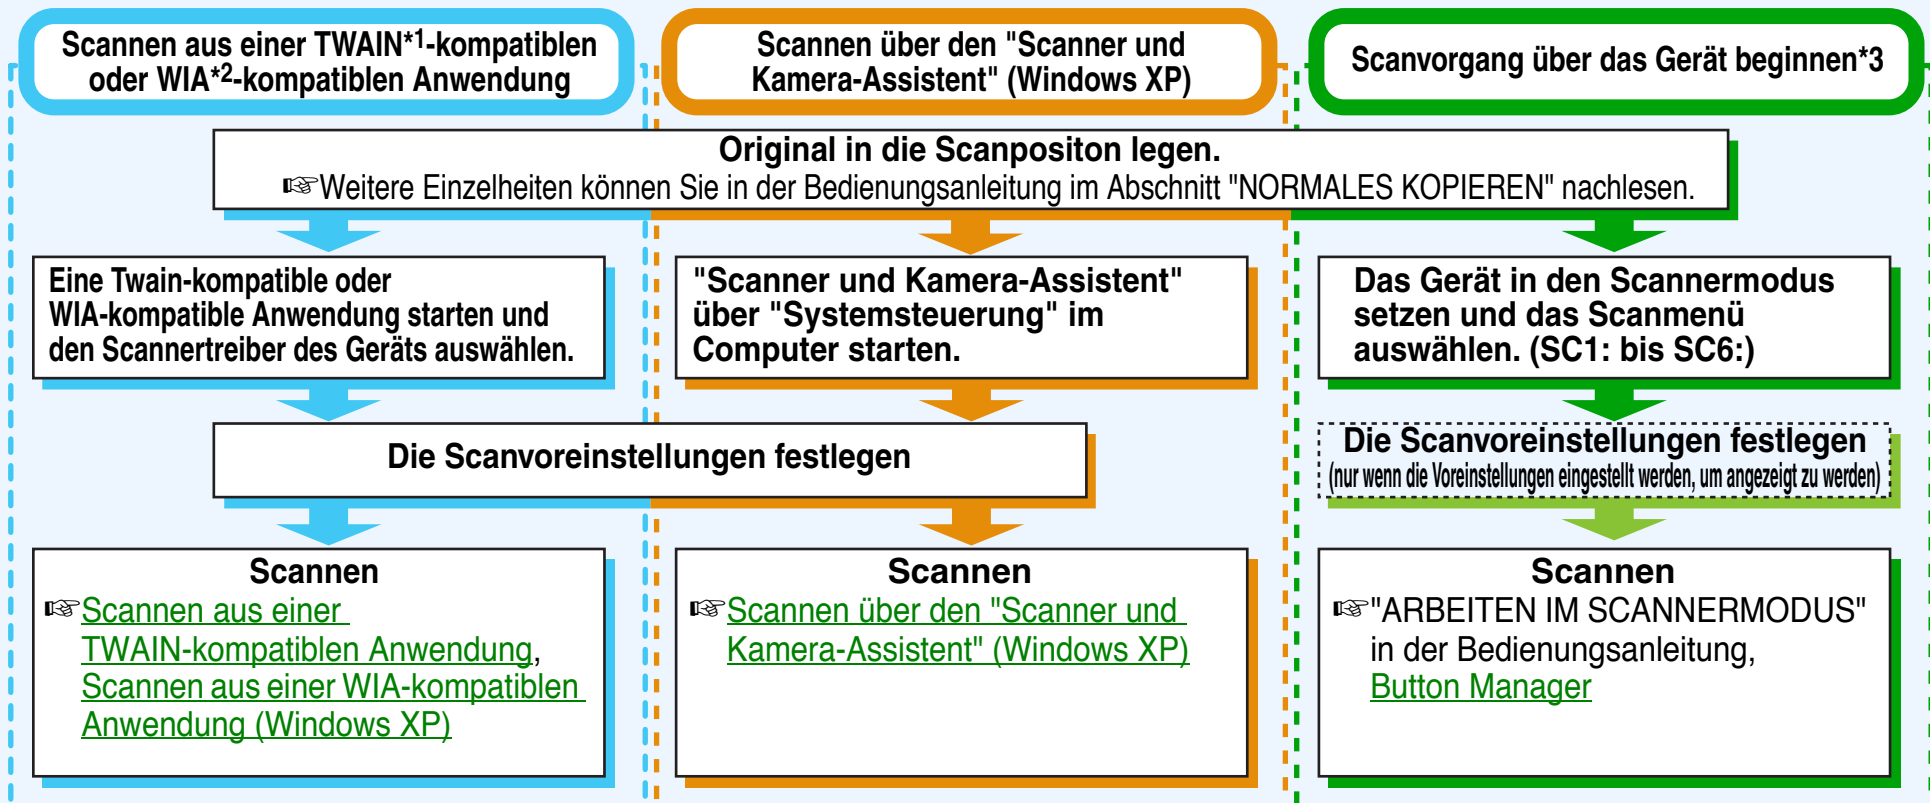 Scannen aus einer TWAIN*1-kompatiblen
oder WIA*2-kompatiblen Anwendung
Scannen über den "Scanner und
Kamera-Assistent" (Windows XP)
Scanvorgang über das Gerät beginnen*3
Original in die Scanpositon legen.
☞Weitere Einzelheiten können Sie in der Bedienungsanleitung im Abschnitt "NORMALES KOPIEREN" nachlesen.
Eine Twain-kompatible oder
WIA-kompatible Anwendung starten und
den Scannertreiber des Geräts auswählen.
"Scanner und Kamera-Assistent"
über "Systemsteuerung" im
Computer starten.
Das Gerät in den Scannermodus
setzen und das Scanmenü
auswählen. (SC1: bis SC6:)
Die Scanvoreinstellungen festlegen
Die Scanvoreinstellungen festlegen
(nur wenn die Voreinstellungen eingestellt werden, um angezeigt zu werden)
Scannen
☞Scannen aus einer
TWAIN-kompatiblen Anwendung,
Scannen aus einer WIA-kompatiblen
Anwendung (Windows XP)
Scannen
☞Scannen über den "Scanner und
Kamera-Assistent" (Windows XP)
Scannen
☞"ARBEITEN IM SCANNERMODUS"
in der Bedienungsanleitung,
Button Manager